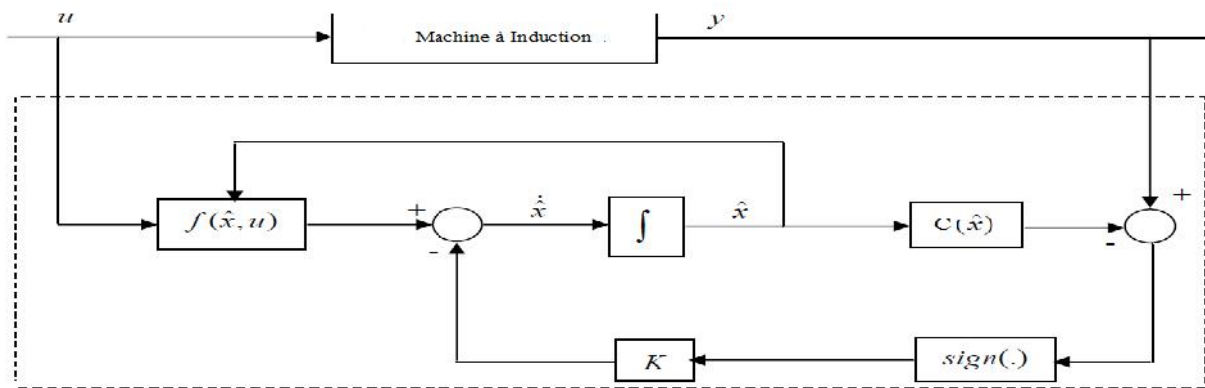 u
y
Machine à Induction .
+
f(x̂, u)
+
ẋ̂
∫
x̂
C(x̂)
-
-
K
sign(.)